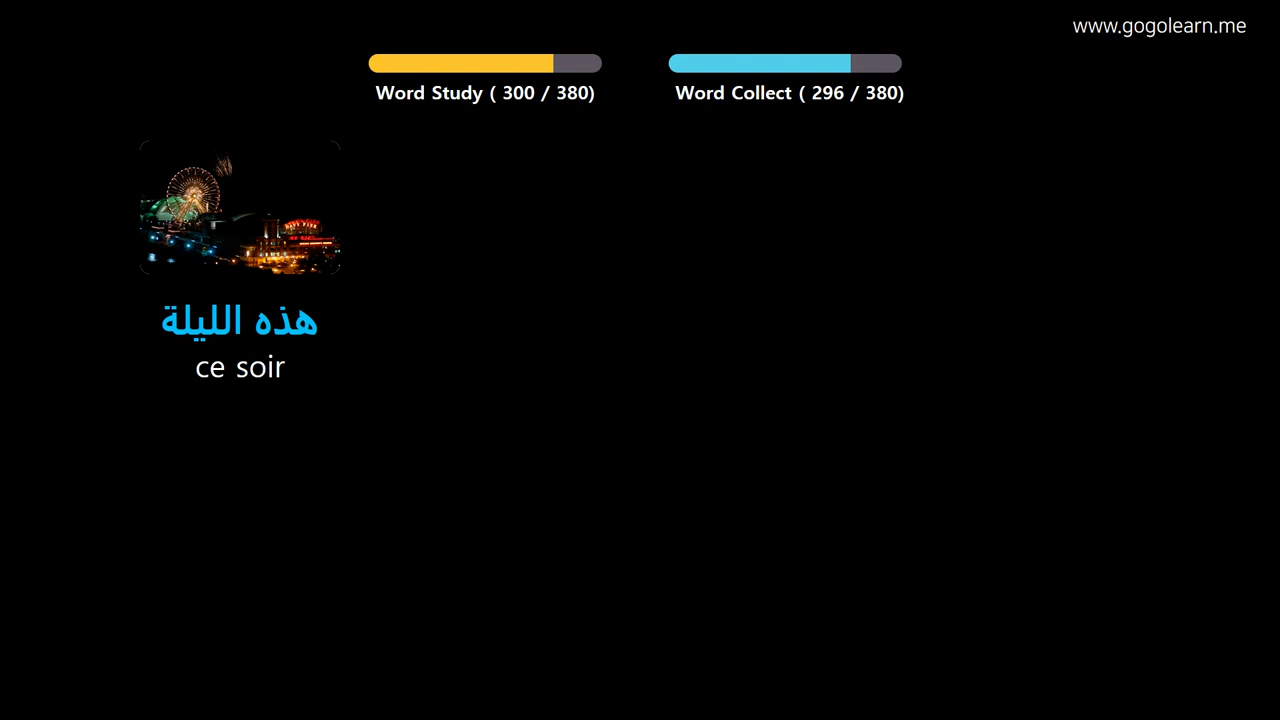 www.gogolearn.me
Word Study ( 300 / 380)
Word Collect ( 296 / 380)
هذه الليلة
ce soir